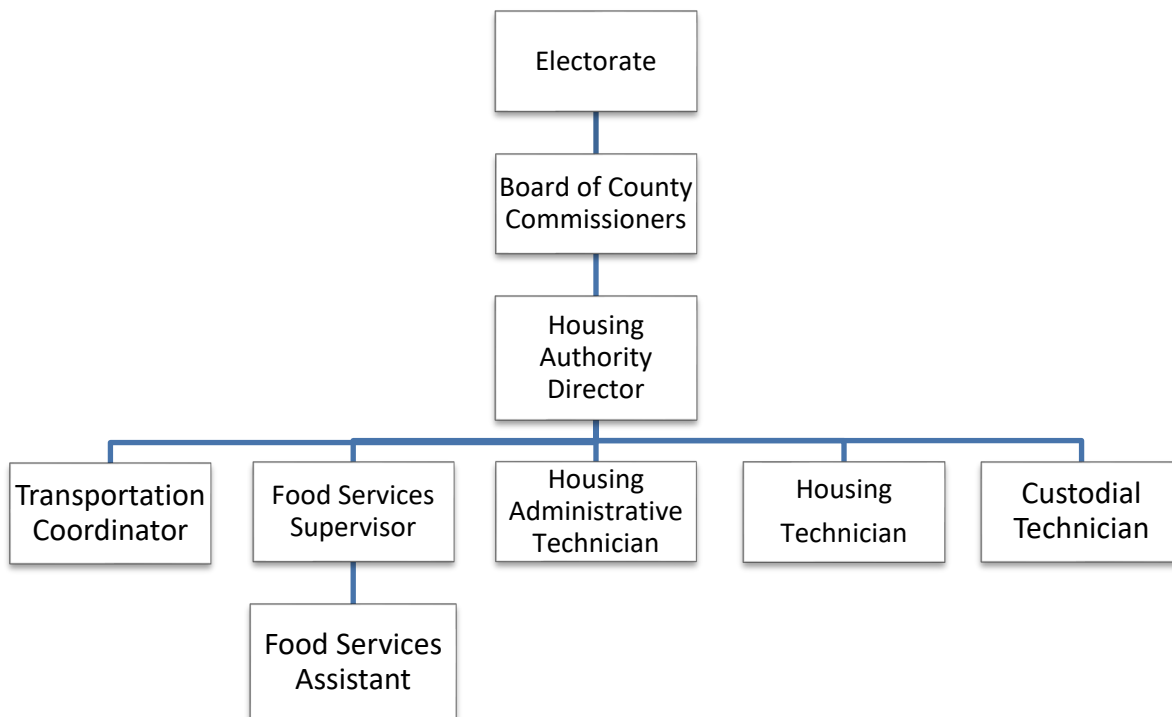 Electorate
Board of County
Commissioners
Housing
Authority
Director
Transportation
Coordinator
Food Services
Supervisor
Housing
Administrative
Technician
Housing
Technician
Custodial
Technician
Food Services
Assistant